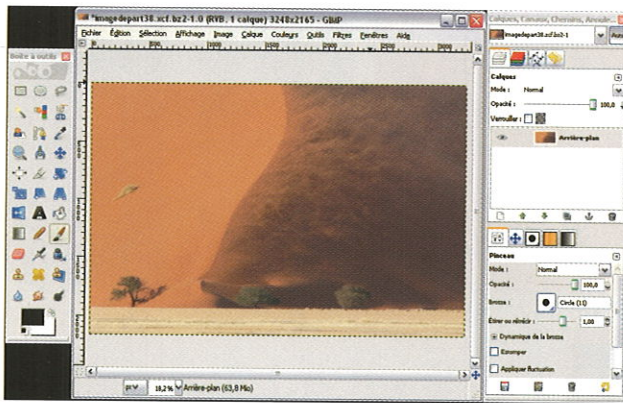 *imagedepart38.xcf.bz2-1.0 (RVB, 1 calque) 3248x2165 - GIMP
Fichier Édition Sélection Affichage Image Calque Couleurs Outils Filtres Fenêtres Aide
Boîte à outils
px 18,2% Arrière-plan (63,8 Mio)
Calques, Canaux, Chemins, Annuler...
imagedepart38.xcf.bz2-1 Auto
Calques
Mode : Normal
Opacité : 100,0
Verrouiller :
Arrière-plan
Pinceau
Mode : Normal
Opacité : 100,0
Brosse : Circle (11)
Étirer ou rétrécir : 1,00
Dynamique de la brosse
Estomper
Appliquer fluctuation